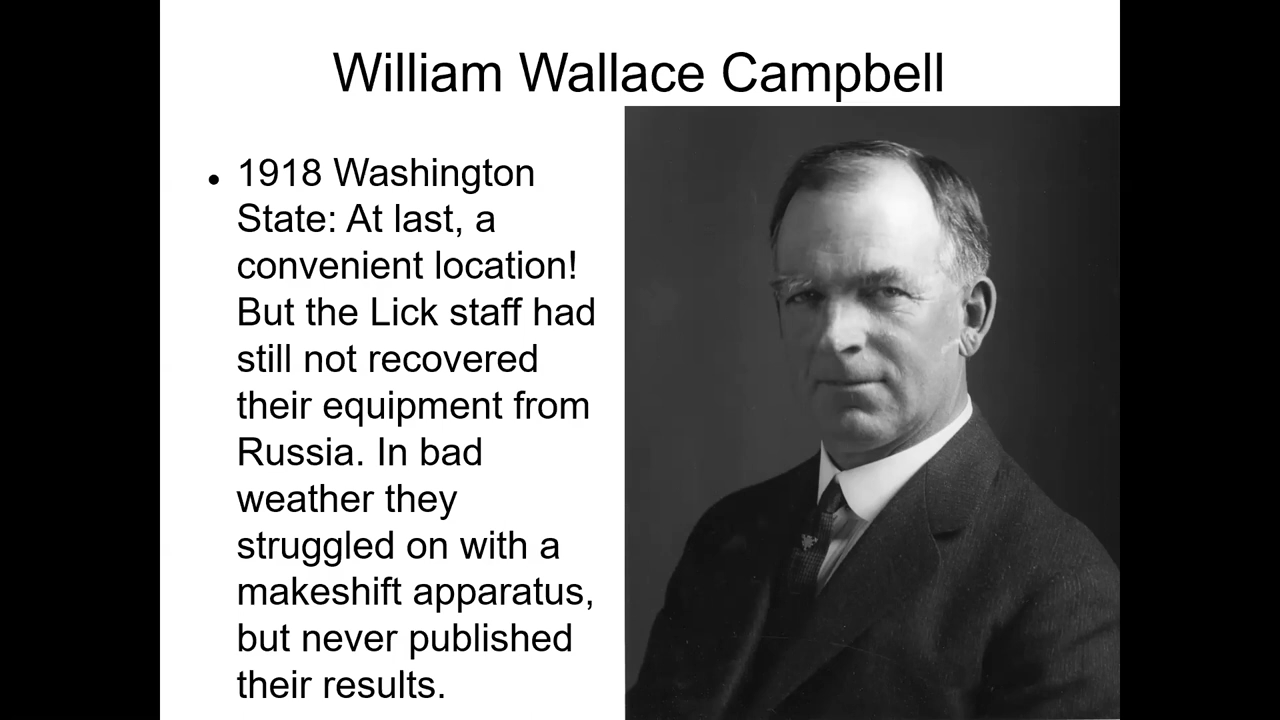 William Wallace Campbell
• 1918 Washington
State: At last, a
convenient location!
But the Lick staff had
still not recovered
their equipment from
Russia. In bad
weather they
struggled on with a
makeshift apparatus,
but never published
their results.